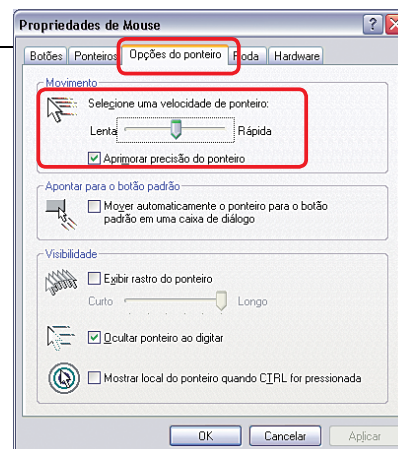 Propriedades de Mouse
Botões Ponteiros Opções do ponteiro Roda Hardware
Movimento
Selecione uma velocidade de ponteiro:
Lenta Rápida
Aprimorar precisão do ponteiro
Apontar para o botão padrão
Mover automaticamente o ponteiro para o botão
padrão em uma caixa de diálogo
Visibilidade
Exibir rastro do ponteiro
Curto Longo
Ocultar ponteiro ao digitar
Mostrar local do ponteiro quando CTRL for pressionada
OK Cancelar Aplicar